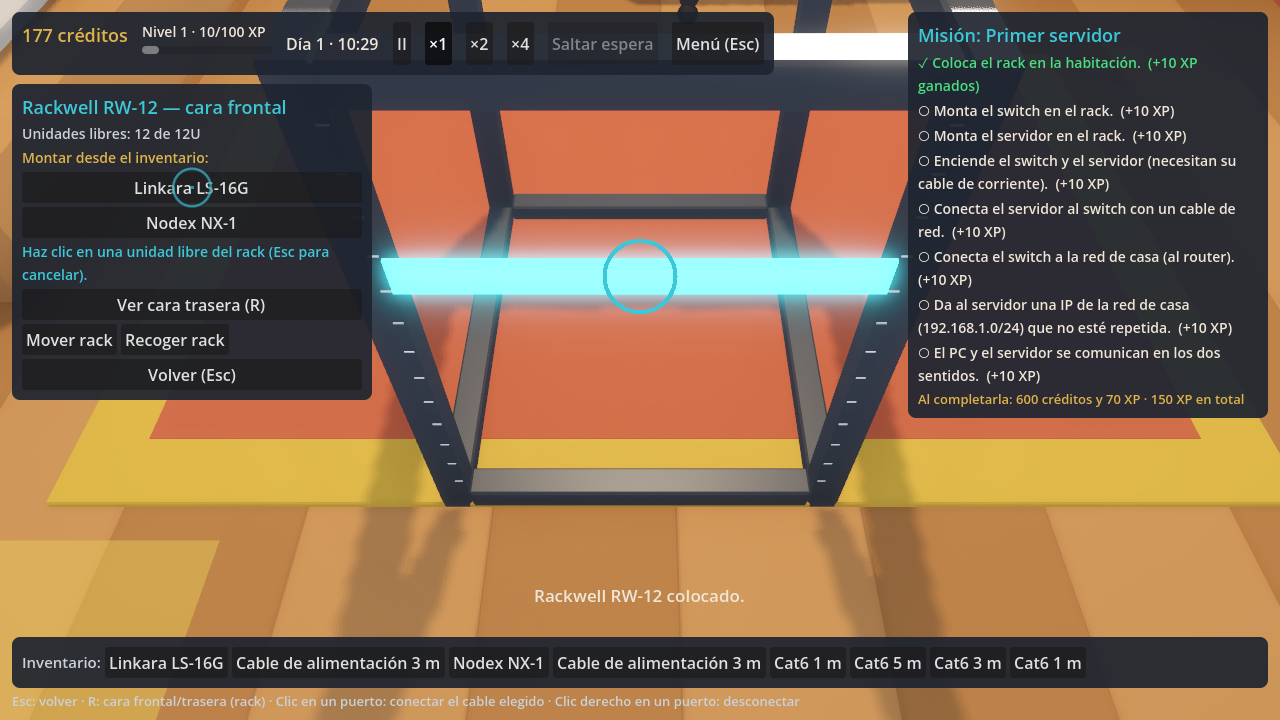 177 créditos
Nivel 1 · 10/100 XP
Día 1 · 10:29
II
×1
×2
×4
Saltar espera
Menú (Esc)
Rackwell RW-12 — cara frontal
Unidades libres: 12 de 12U
Montar desde el inventario:
Linkara LS-16G
Nodex NX-1
Haz clic en una unidad libre del rack (Esc para
cancelar).
Ver cara trasera (R)
Mover rack
Recoger rack
Volver (Esc)
Misión: Primer servidor
✓ Coloca el rack en la habitación. (+10 XP
ganados)
○ Monta el switch en el rack. (+10 XP)
○ Monta el servidor en el rack. (+10 XP)
○ Enciende el switch y el servidor (necesitan su
cable de corriente). (+10 XP)
○ Conecta el servidor al switch con un cable de
red. (+10 XP)
○ Conecta el switch a la red de casa (al router).
(+10 XP)
○ Da al servidor una IP de la red de casa
(192.168.1.0/24) que no esté repetida. (+10 XP)
○ El PC y el servidor se comunican en los dos
sentidos. (+10 XP)
Al completarla: 600 créditos y 70 XP · 150 XP en total
Rackwell RW-12 colocado.
Inventario:
Linkara LS-16G
Cable de alimentación 3 m
Nodex NX-1
Cable de alimentación 3 m
Cat6 1 m
Cat6 5 m
Cat6 3 m
Cat6 1 m
Esc: volver · R: cara frontal/trasera (rack) · Clic en un puerto: conectar el cable elegido · Clic derecho en un puerto: desconectar